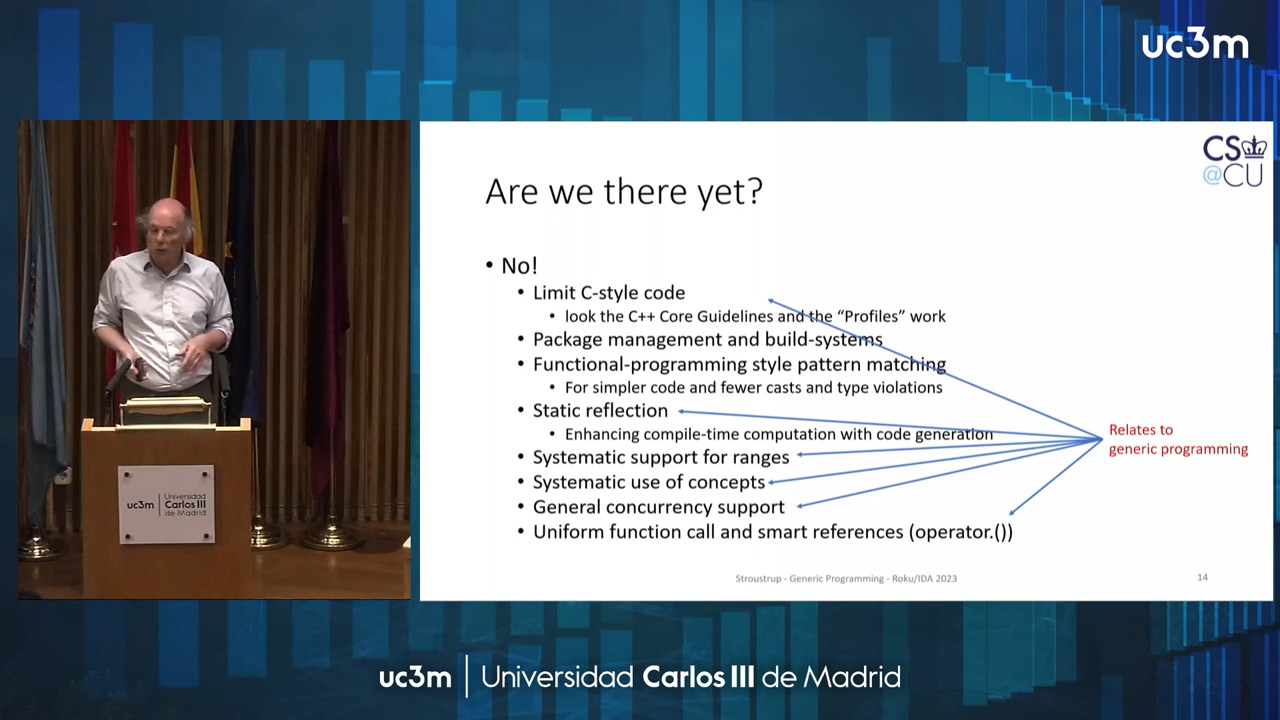 uc3m
CS
@CU
Are we there yet?
• No!
• Limit C-style code
• look the C++ Core Guidelines and the “Profiles” work
• Package management and build-systems
• Functional-programming style pattern matching
• For simpler code and fewer casts and type violations
• Static reflection
• Enhancing compile-time computation with code generation
• Systematic support for ranges
• Systematic use of concepts
• General concurrency support
• Uniform function call and smart references (operator.())
Relates to
generic programming
Stroustrup - Generic Programming - Roku/IDA 2023
14
uc3m
Universidad
Carlos III
de Madrid
uc3m | Universidad Carlos III de Madrid